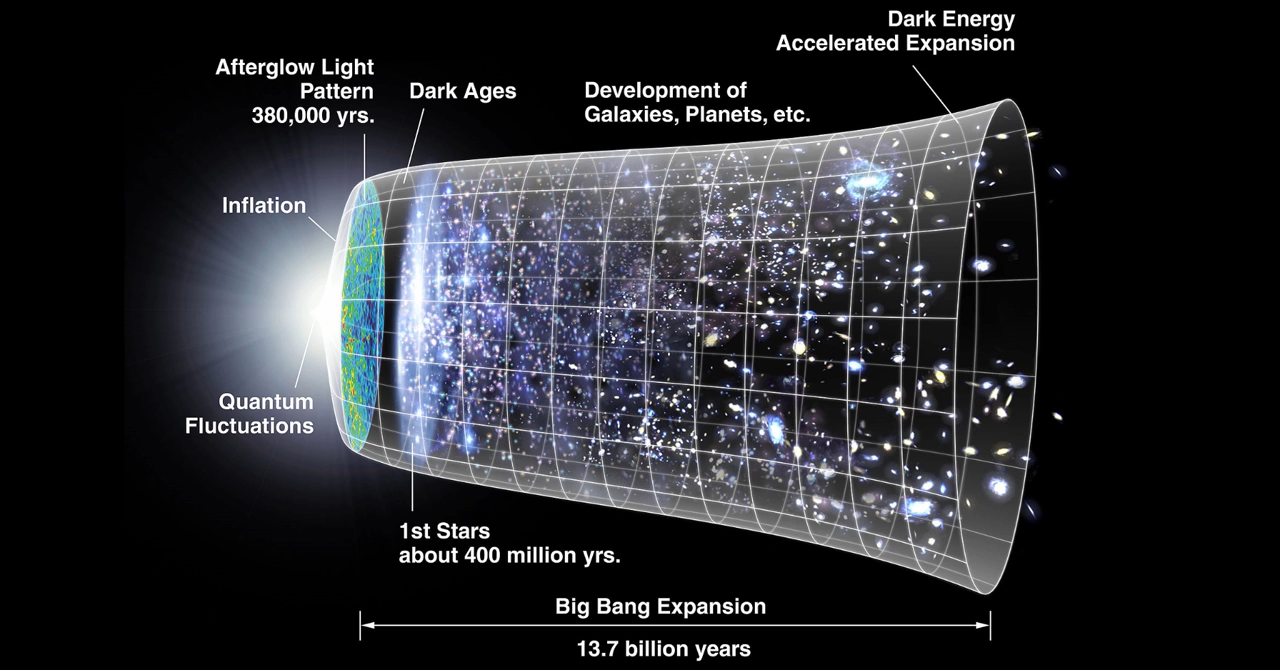 Dark Energy
Accelerated Expansion
Afterglow Light
Pattern
380,000 yrs.
Dark Ages
Development of
Galaxies, Planets, etc.
Inflation
Quantum
Fluctuations
1st Stars
about 400 million yrs.
Big Bang Expansion
13.7 billion years